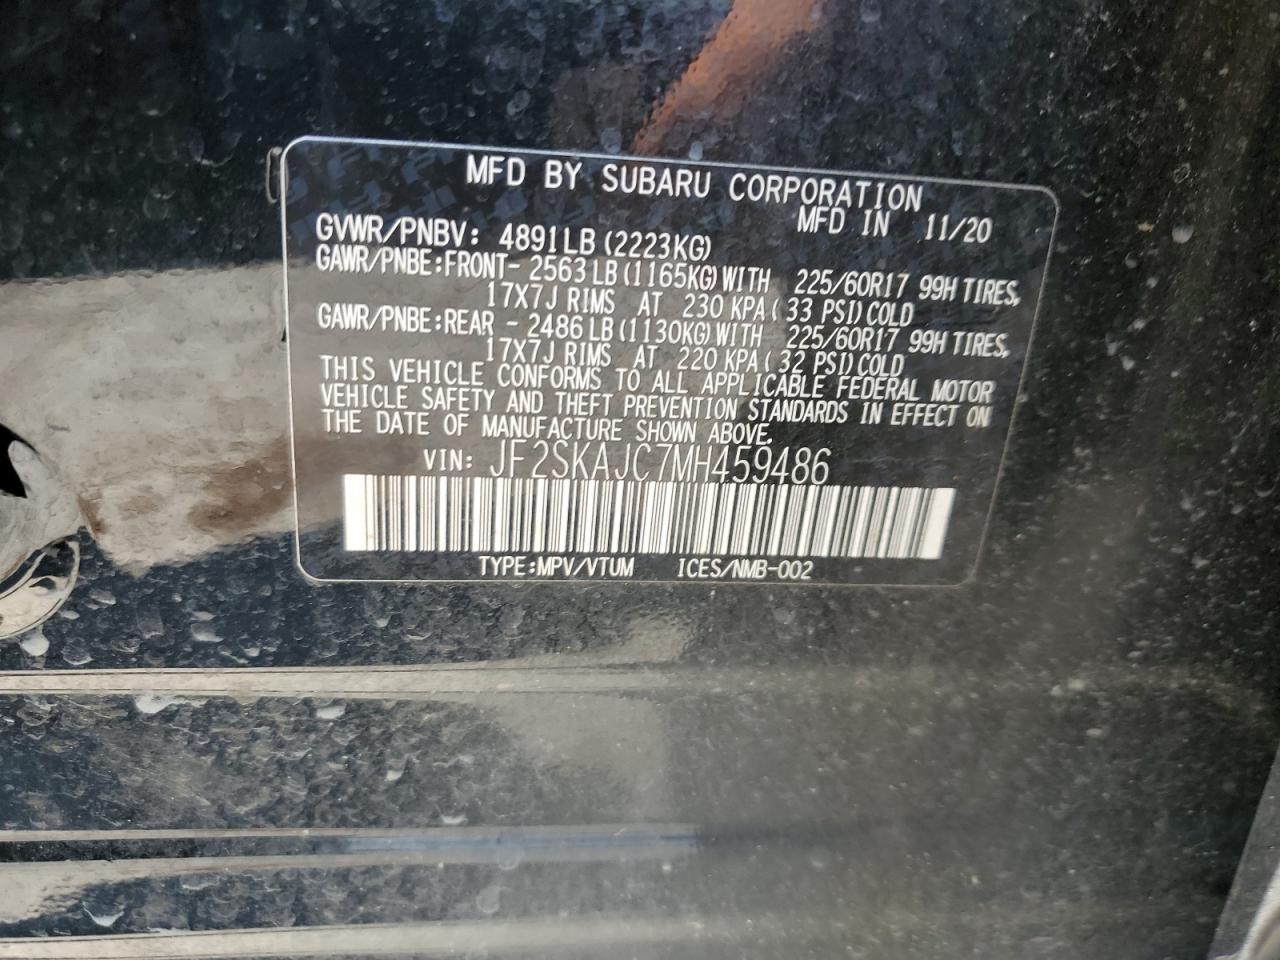 MFD BY SUBARU CORPORATION
MFD IN 11/20
GVWR/PNBV: 4891LB (2223KG)
GAWR/PNBE:FRONT- 2563LB (1165KG) WITH 225/60R17 99H TIRES,
17X7J RIMS AT 230 KPA( 33 PSI) COLD
GAWR/PNBE:REAR - 2486LB (1130KG) WITH 225/60R17 99H TIRES,
17X7J RIMS AT 220 KPA( 32 PSI) COLD
THIS VEHICLE CONFORMS TO ALL APPLICABLE FEDERAL MOTOR
VEHICLE SAFETY AND THEFT PREVENTION STANDARDS IN EFFECT ON
THE DATE OF MANUFACTURE SHOWN ABOVE.
VIN: JF2SKAJC7MH459486
TYPE:MPV/VTUM ICES/NMB-002